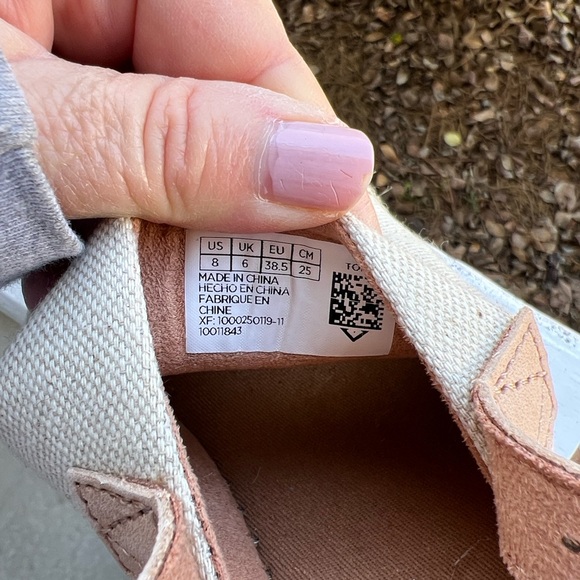 US UK EU CM
8 6 38.5 25
MADE IN CHINA
HECHO EN CHINA
FABRIQUE EN
CHINE
XF: 1000250119-11
10011843